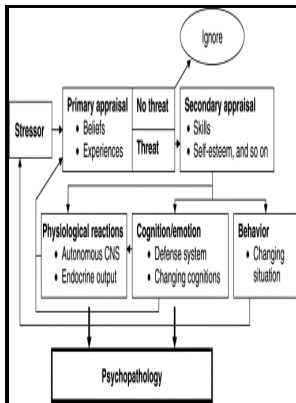 Ignore
Primary appraisal
• Beliefs
• Experiences
No threat
Threat
Secondary appraisal
• Skills
• Self-esteem, and so on
Stressor
Physiological reactions
• Autonomous CNS
• Endocrine output
Cognition/emotion
• Defense system
• Changing cognitions
Behavior
• Changing
situation
Psychopathology